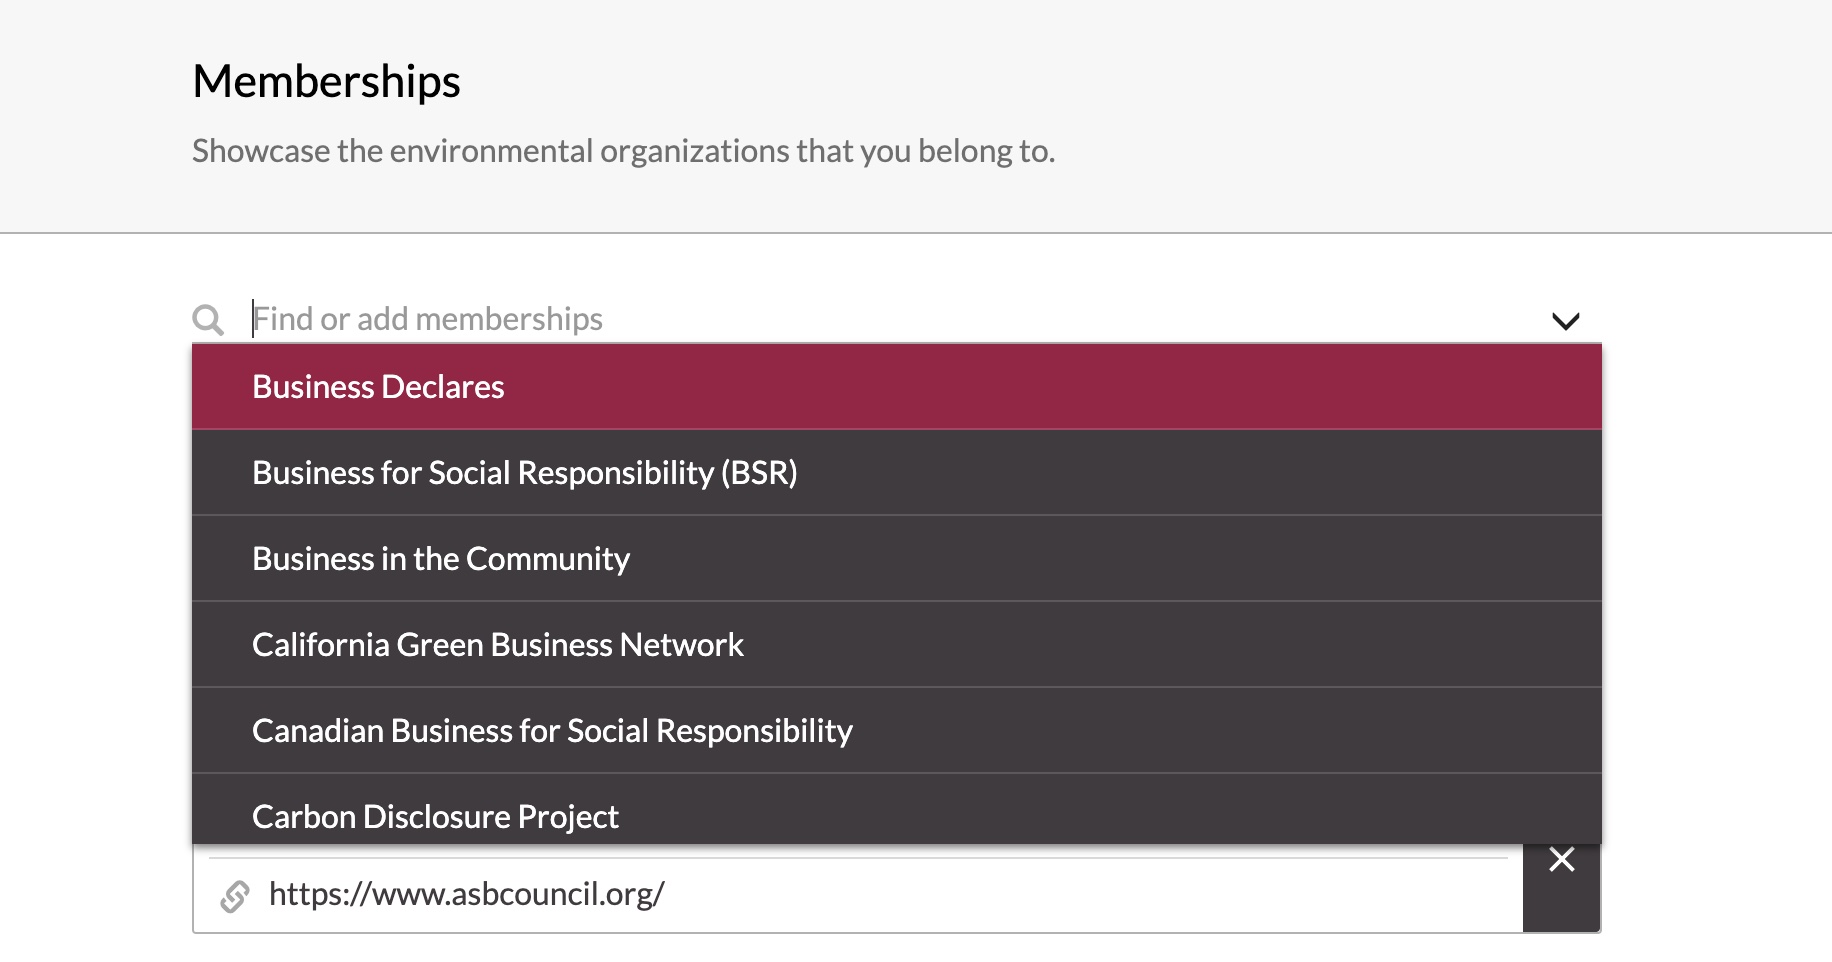 Memberships
Showcase the environmental organizations that you belong to.
Find or add memberships
Business Declares
Business for Social Responsibility (BSR)
Business in the Community
California Green Business Network
Canadian Business for Social Responsibility
Carbon Disclosure Project
https://www.asbcouncil.org/